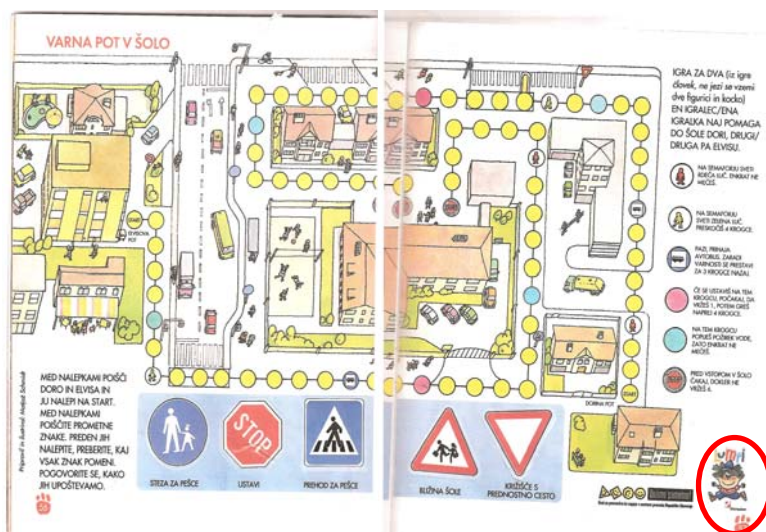 VARNA POT V ŠOLO
IGRA ZA DVA (iz igre
človek, ne jezi se vzemi
dve figurici in kocko)
EN IGRALEC/ENA
IGRALKA NAJ POMAGA
DO ŠOLE DORI, DRUGI/
DRUGA PA ELVISU.
NA SEMAFORJU SVETI
RDEČA LUČ. ENKRAT NE
MEČEŠ.
NA SEMAFORJU
SVETI ZELENA LUČ.
PRESKOČIŠ 4 KROGCE.
PAZI, PRIHAJA
AVTOBUS. ZARADI
VARNOSTI SE PRESTAVI
ZA 3 KROGCE NAZAJ.
ČE SE USTAVIŠ NA TEM
KROGCU, POČAKAJ, DA
VRŽEŠ 1, POTEM GREŠ
NAPREJ 4 KROGCE.
NA TEM KROGCU
POPIJEŠ POŽIREK VODE,
ZATO ENKRAT NE
MEČEŠ.
PRED VSTOPOM V ŠOLO
ČAKAJ, DOKLER NE
VRŽEŠ 6.
START
ELVISOVA
POT
START
DORINA POT
MED NALEPKAMI POIŠČI
DORO IN ELVISA IN
JU NALEPI NA START.
MED NALEPKAMI
POIŠČITE PROMETNE
ZNAKE. PREDEN JIH
NALEPITE, PREBERITE, KAJ
VSAK ZNAK POMENI.
POGOVORITE SE, KAKO
JIH UPOŠTEVAMO.
STOP
STEZA ZA PEŠCE
USTAVI
PREHOD ZA PEŠCE
BLIŽINA ŠOLE
KRIŽIŠČE S
PREDNOSTNO CESTO
56